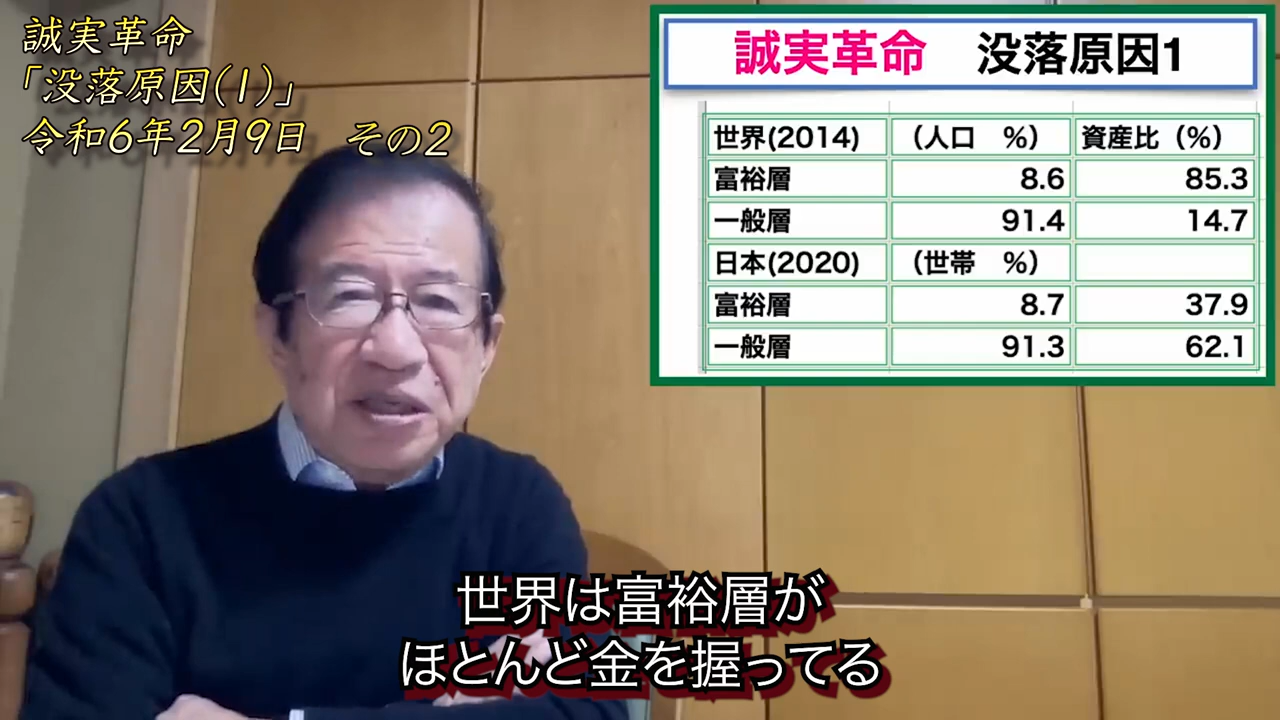 誠実革命
「没落原因(1)」
令和6年2月9日 その2
誠実革命 没落原因1
世界(2014) (人口 %) 資産比(%)
富裕層 8.6 85.3
一般層 91.4 14.7
日本(2020) (世帯 %)
富裕層 8.7 37.9
一般層 91.3 62.1
世界は富裕層が
ほとんど金を握ってる